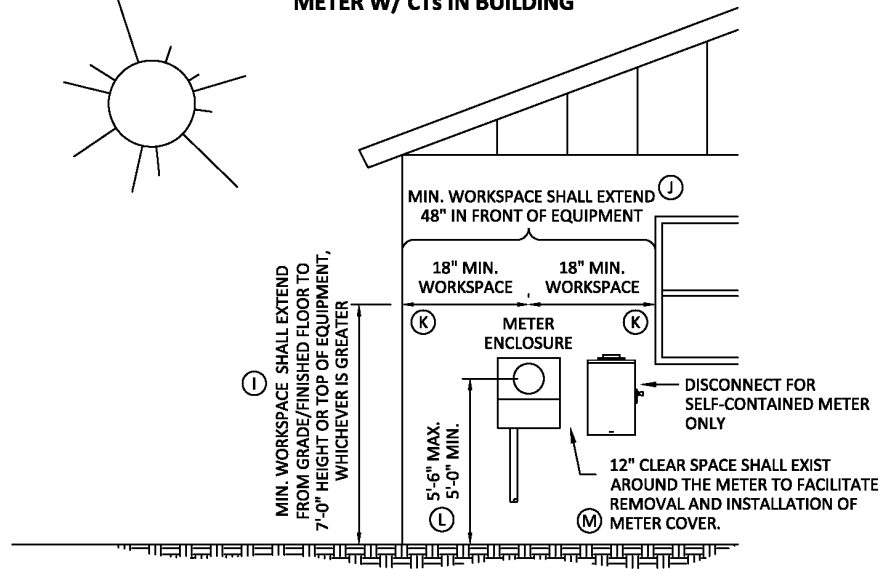 METER W/ CTs IN BUILDING
MIN. WORKSPACE SHALL EXTEND
48" IN FRONT OF EQUIPMENT
J
18" MIN.
WORKSPACE
18" MIN.
WORKSPACE
K
K
METER
ENCLOSURE
I
MIN. WORKSPACE SHALL EXTEND
FROM GRADE/FINISHED FLOOR TO
7'-0" HEIGHT OR TOP OF EQUIPMENT,
WHICHEVER IS GREATER
DISCONNECT FOR
SELF-CONTAINED METER
ONLY
5'-6" MAX.
5'-0" MIN.
L
12" CLEAR SPACE SHALL EXIST
AROUND THE METER TO FACILITATE
REMOVAL AND INSTALLATION OF
METER COVER.
M